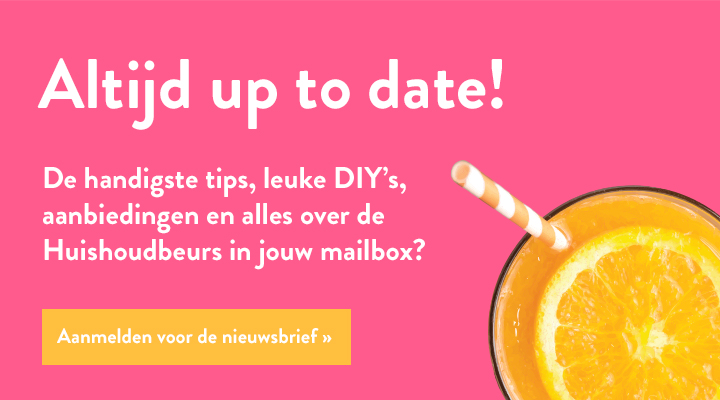 Altijd up to date!
De handigste tips, leuke DIY’s,
aanbiedingen en alles over de
Huishoudbeurs in jouw mailbox?
Aanmelden voor de nieuwsbrief »